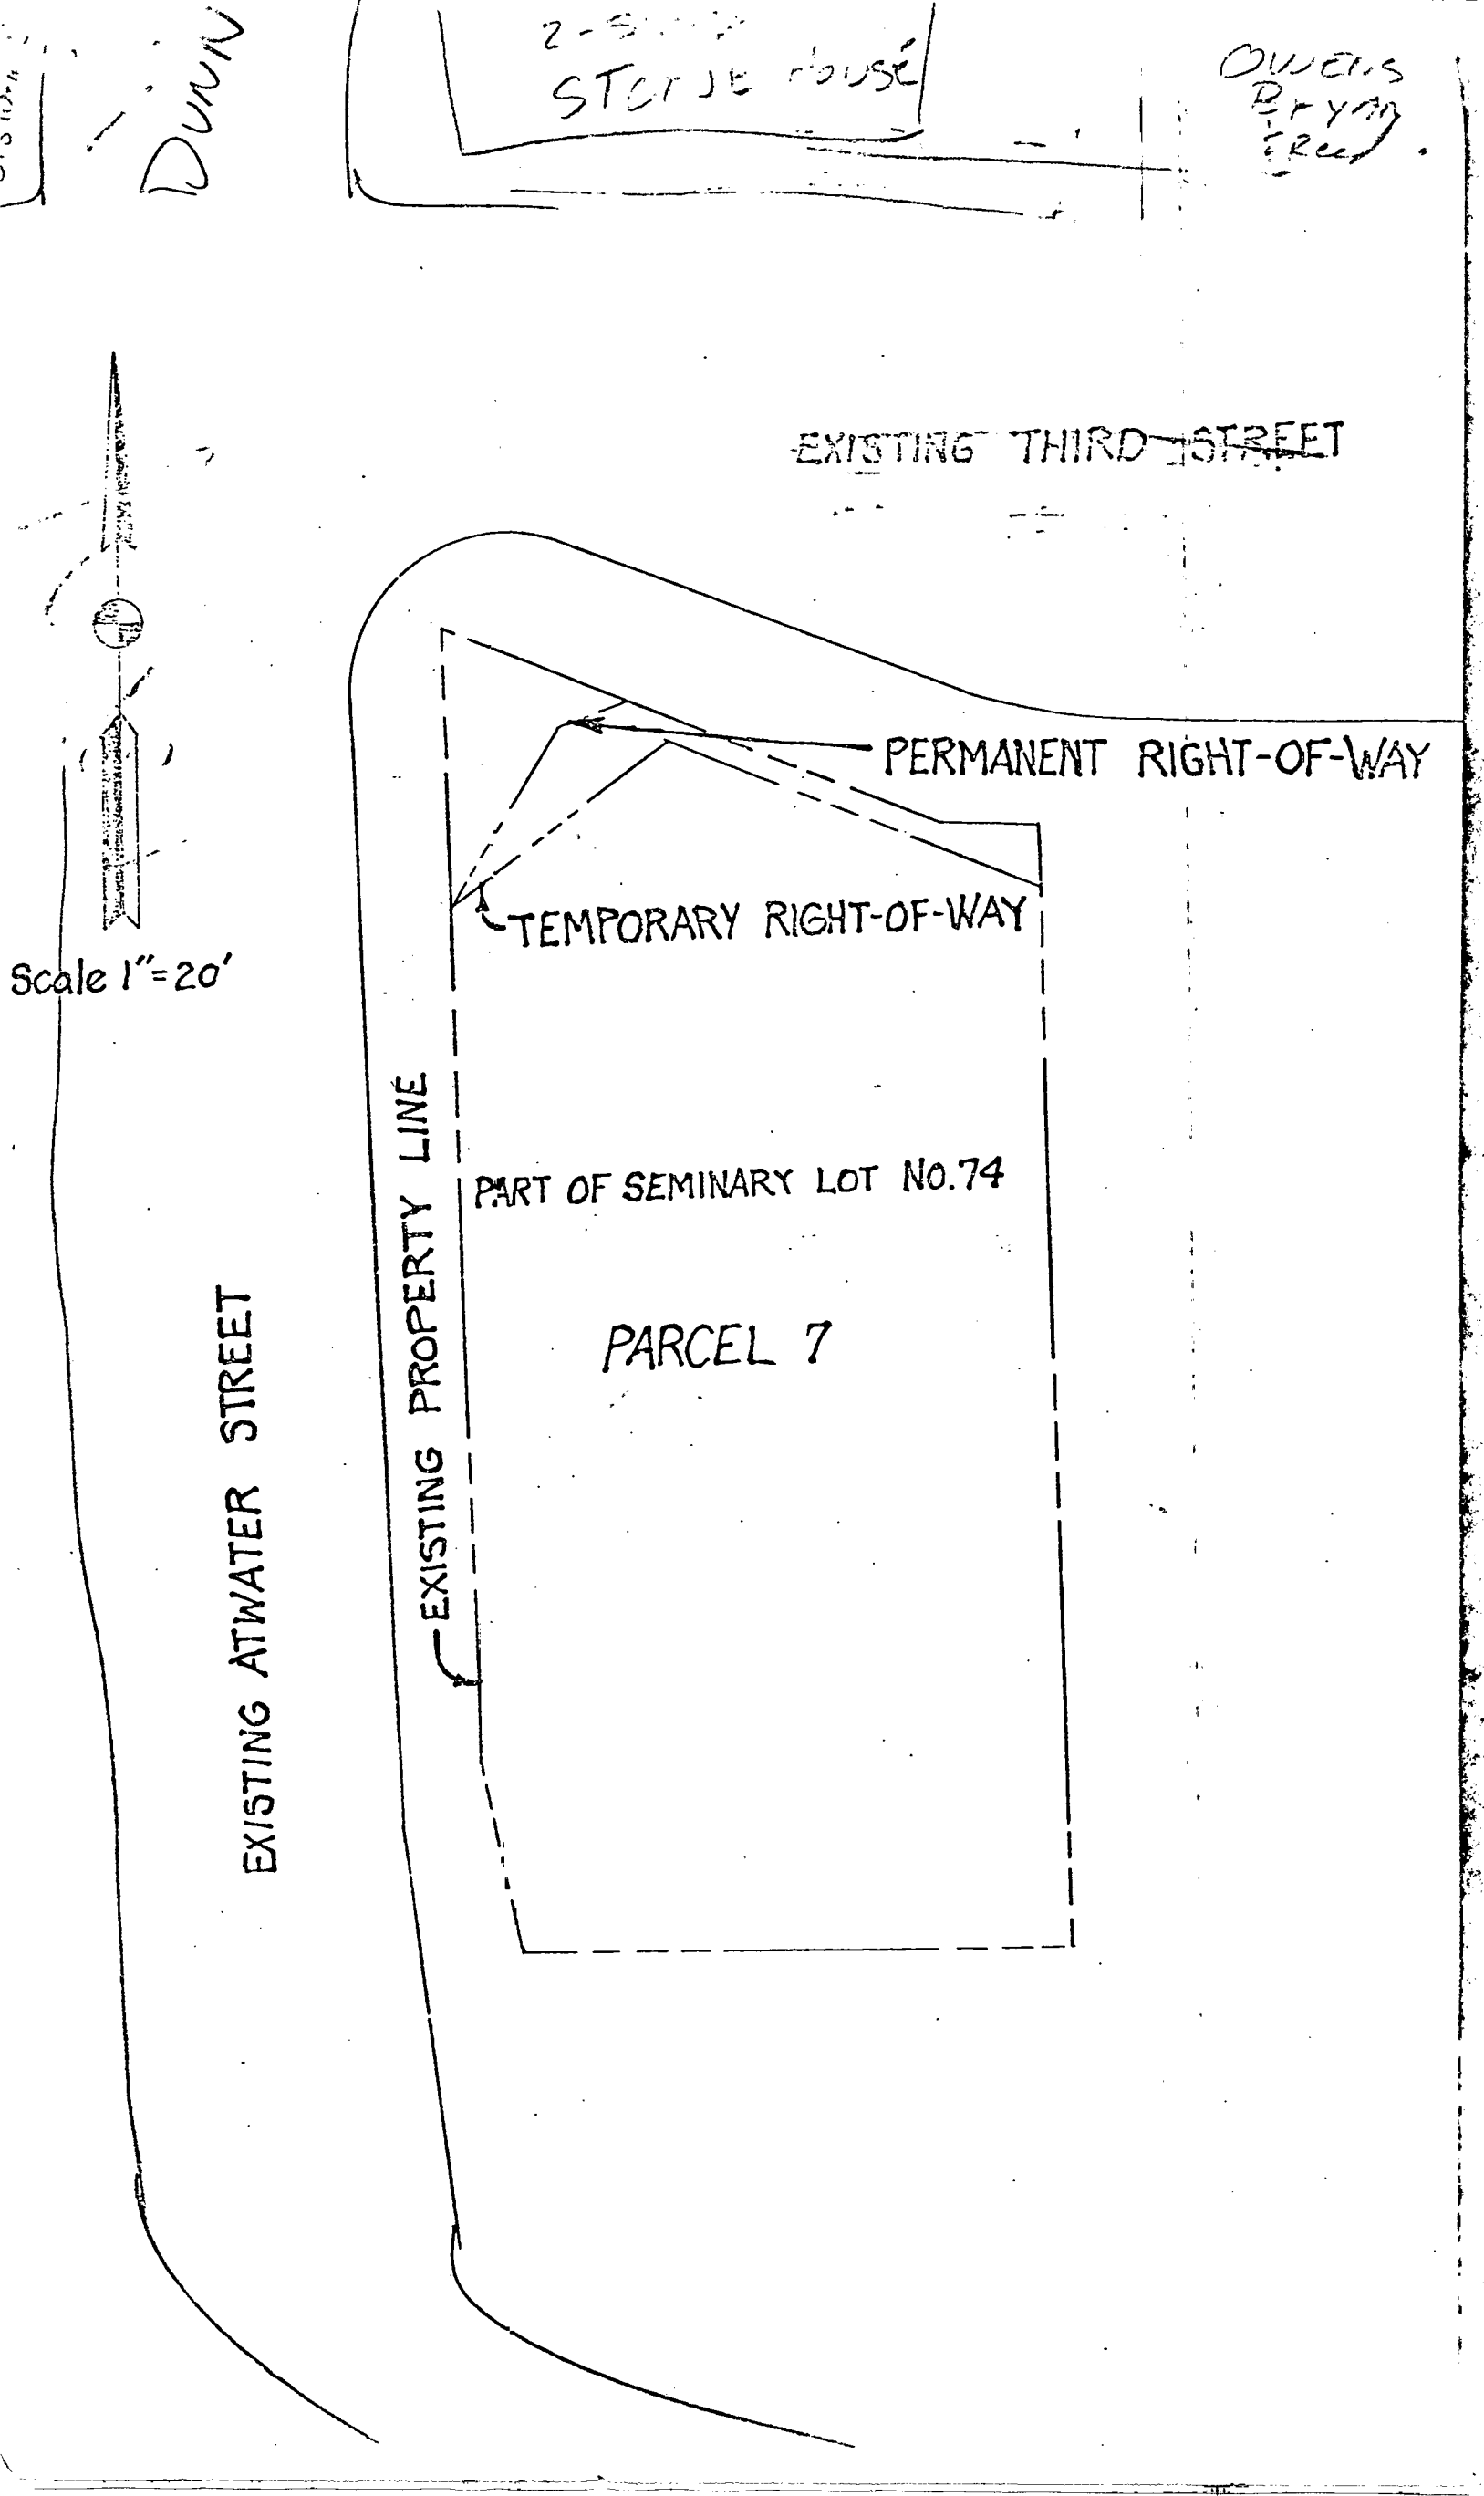 DUNN
House
OWENS
EXISTING THIRD STREET
PERMANENT RIGHT-OF-WAY
TEMPORARY RIGHT-OF-WAY
Scale 1"=20'
EXISTING PROPERTY LINE
PART OF SEMINARY LOT NO.74
PARCEL 7
EXISTING ATWATER STREET